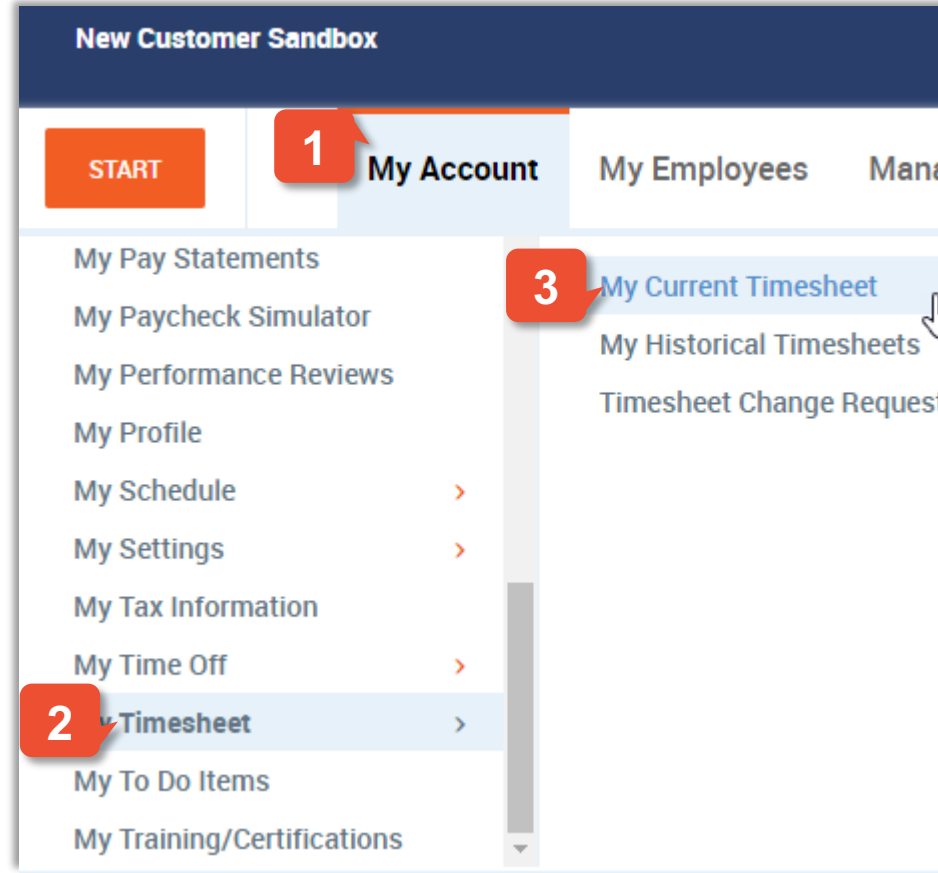 New Customer Sandbox
START
1
My Account
My Employees
My Pay Statements
My Paycheck Simulator
My Performance Reviews
My Profile
My Schedule
My Settings
My Tax Information
My Time Off
2
Timesheet
My To Do Items
My Training/Certifications
3
My Current Timesheet
My Historical Timesheets
Timesheet Change